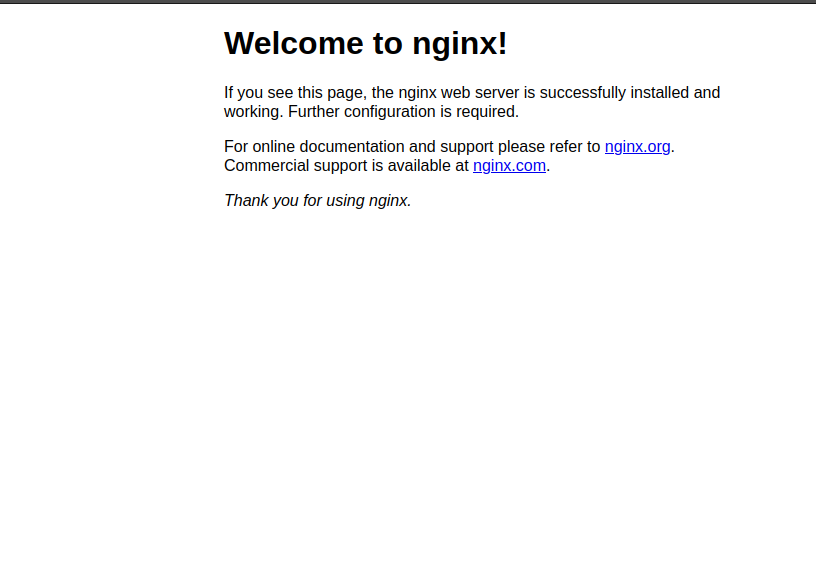 Welcome to nginx!
If you see this page, the nginx web server is successfully installed and
working. Further configuration is required.
For online documentation and support please refer to nginx.org.
Commercial support is available at nginx.com.
Thank you for using nginx.